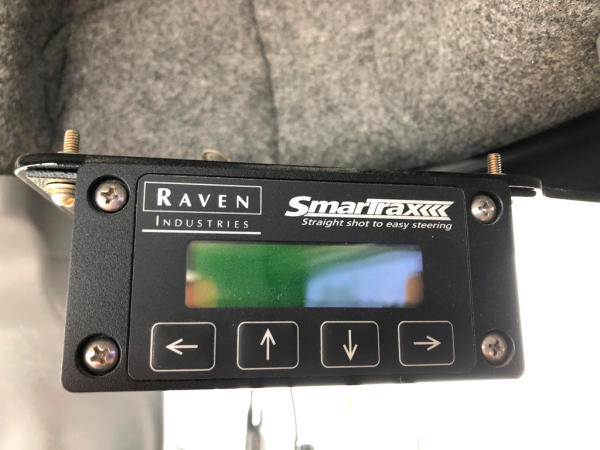 RAVEN
INDUSTRIES
SmarTrax
Straight shot to easy steering
← ↑ ↓ →